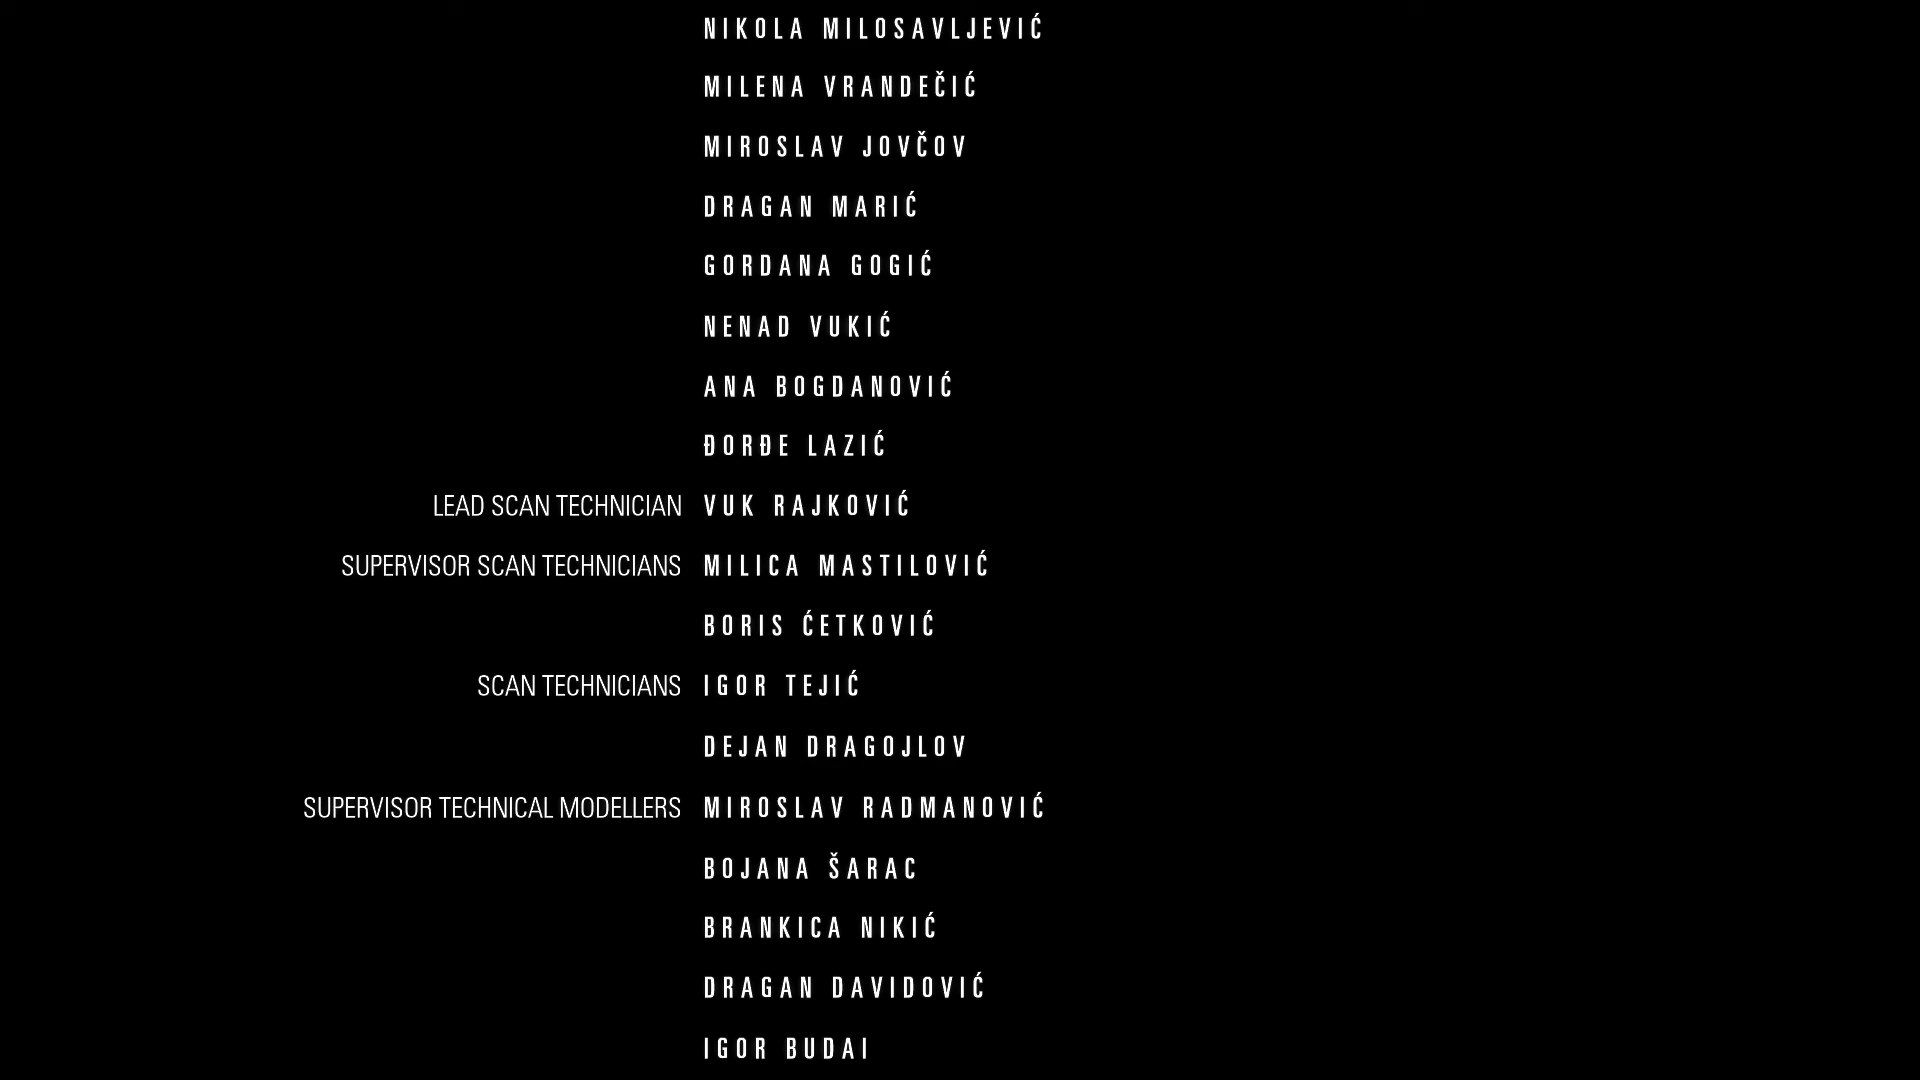 NIKOLA MILOSAVLJEVIĆ
MILENA VRANDEČIĆ
MIROSLAV JOVČOV
DRAGAN MARIĆ
GORDANA GOGIĆ
NENAD VUKIĆ
ANA BOGDANOVIĆ
ĐORĐE LAZIĆ
LEAD SCAN TECHNICIAN VUK RAJKOVIĆ
SUPERVISOR SCAN TECHNICIANS MILICA MASTILOVIĆ
BORIS ĆETKOVIĆ
SCAN TECHNICIANS IGOR TEJIĆ
DEJAN DRAGOJLOV
SUPERVISOR TECHNICAL MODELLERS MIROSLAV RADMANOVIĆ
BOJANA ŠARAC
BRANKICA NIKIĆ
DRAGAN DAVIDOVIĆ
IGOR BUDAI